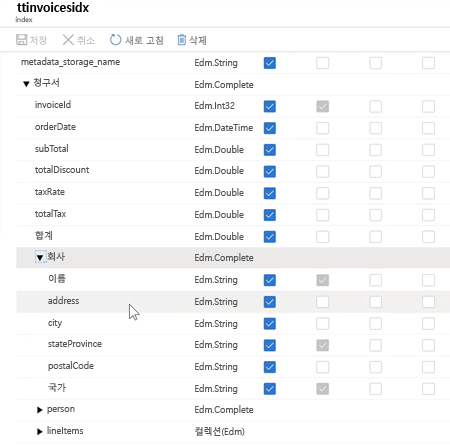 ttinvoicesidx
index
저장 취소 새로 고침 삭제
metadata_storage_name Edm.String
청구서 Edm.Complete
invoiceId Edm.Int32
orderDate Edm.DateTime
subTotal Edm.Double
totalDiscount Edm.Double
taxRate Edm.Double
totalTax Edm.Double
합계 Edm.Double
회사 Edm.Complete
이름 Edm.String
address Edm.String
city Edm.String
stateProvince Edm.String
postalCode Edm.String
국가 Edm.String
person Edm.Complete
lineItems 컬렉션(Edm)